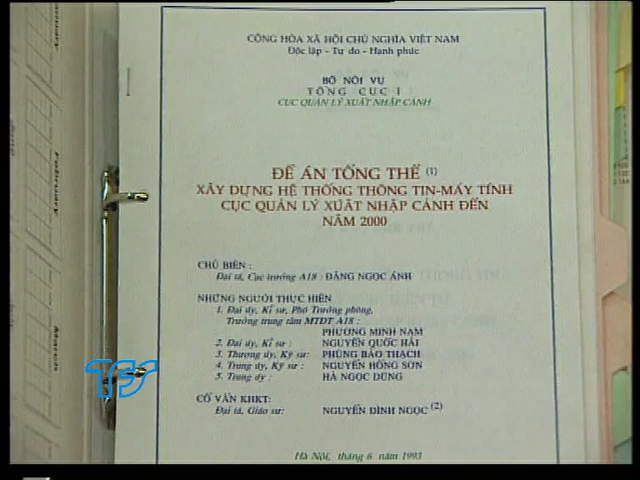 CỘNG HÒA XÃ HỘI CHỦ NGHĨA VIỆT NAM
Độc lập - Tự do - Hạnh phúc
BỘ NỘI VỤ
TỔNG CỤC I
CỤC QUẢN LÝ XUẤT NHẬP CẢNH
ĐỀ ÁN TỔNG THỂ (1)
XÂY DỰNG HỆ THỐNG THÔNG TIN-MÁY TÍNH
CỤC QUẢN LÝ XUẤT NHẬP CẢNH ĐẾN
NĂM 2000
CHỦ BIÊN :
Đại tá, Cục trưởng A18 : ĐẶNG NGỌC ÁNH
NHỮNG NGƯỜI THỰC HIỆN
1. Đại úy, Kĩ sư, Phó Trưởng phòng,
Trưởng trung tâm MTDT A18 :
PHƯƠNG MINH NAM
2. Đại úy, Kĩ sư : NGUYỄN QUỐC HẢI
3. Thượng úy, Kỹ sư: PHÙNG BẢO THẠCH
4. Trung úy, Kỹ sư : NGUYỄN HỒNG SƠN
5. Trung úy : HÀ NGỌC DŨNG
CỐ VẤN KHKT:
Đại tá, Giáo sư: NGUYỄN ĐÌNH NGỌC (2)
Hà Nội, tháng 6 năm 1993
February
March
TFS